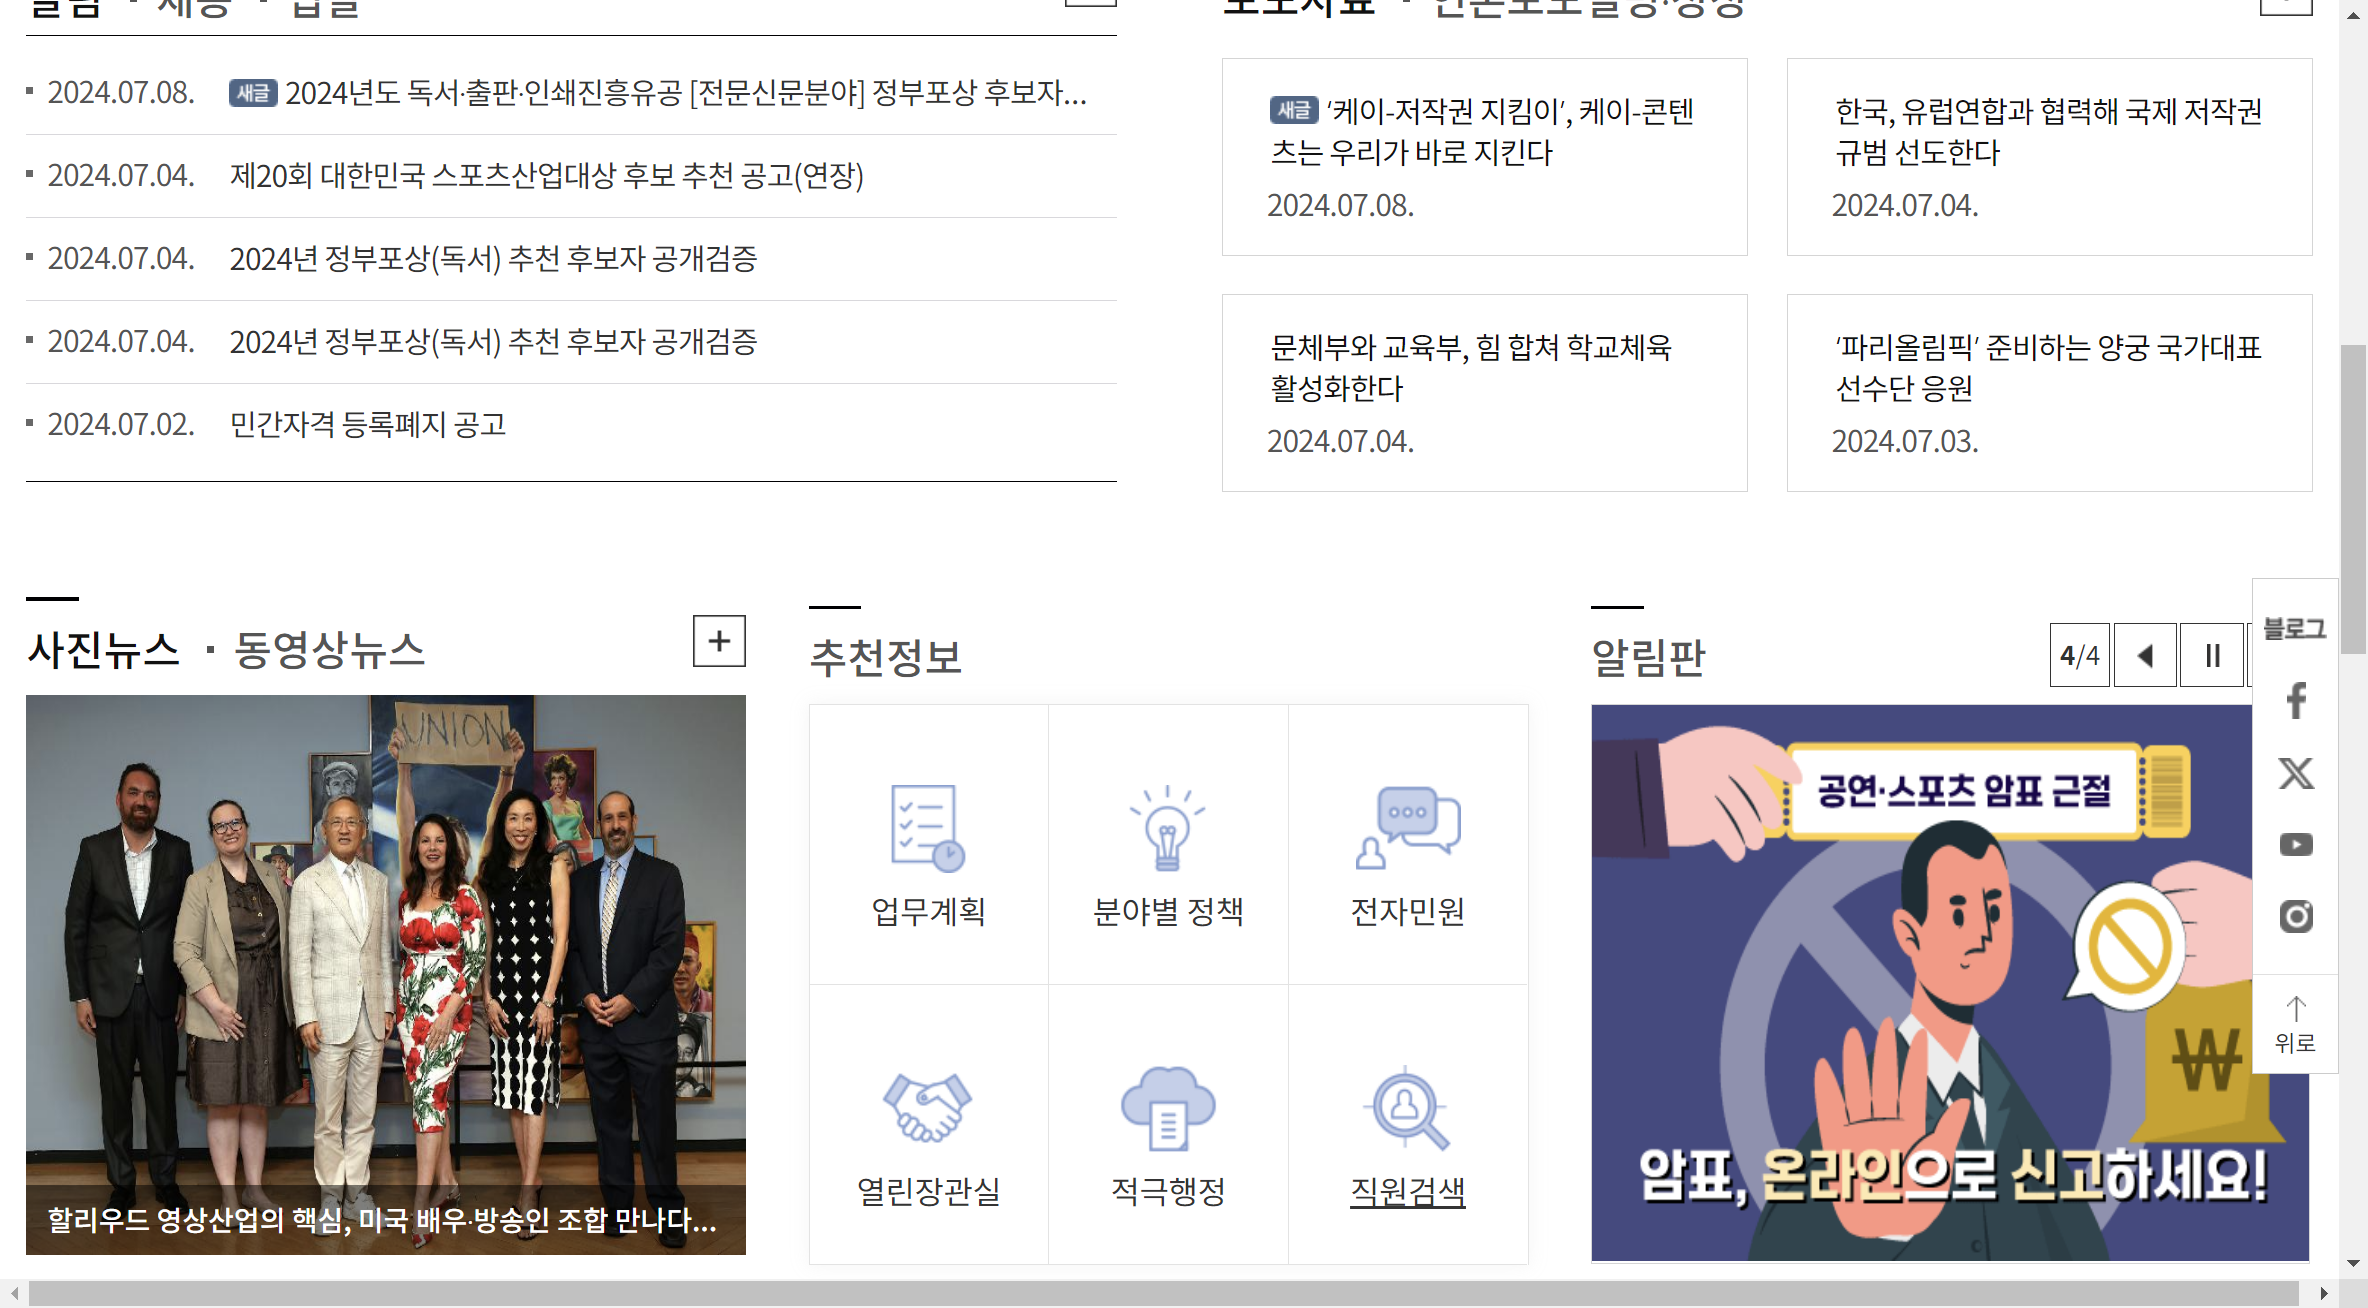 2024.07.08. 새글 2024년도 독서·출판·인쇄진흥유공 [전문신문분야] 정부포상 후보자...
2024.07.04. 제20회 대한민국 스포츠산업대상 후보 추천 공고(연장)
2024.07.04. 2024년 정부포상(독서) 추천 후보자 공개검증
2024.07.04. 2024년 정부포상(독서) 추천 후보자 공개검증
2024.07.02. 민간자격 등록폐지 공고
새글 '케이-저작권 지킴이', 케이-콘텐
츠는 우리가 바로 지킨다
2024.07.08.
한국, 유럽연합과 협력해 국제 저작권
규범 선도한다
2024.07.04.
문체부와 교육부, 힘 합쳐 학교체육
활성화한다
2024.07.04.
'파리올림픽' 준비하는 양궁 국가대표
선수단 응원
2024.07.03.
사진뉴스 · 동영상뉴스
UNION
할리우드 영상산업의 핵심, 미국 배우·방송인 조합 만나다...
추천정보
업무계획
분야별 정책
전자민원
열린장관실
적극행정
직원검색
알림판
4/4
공연·스포츠 암표 근절
₩
암표, 온라인으로 신고하세요!
블로그
위로